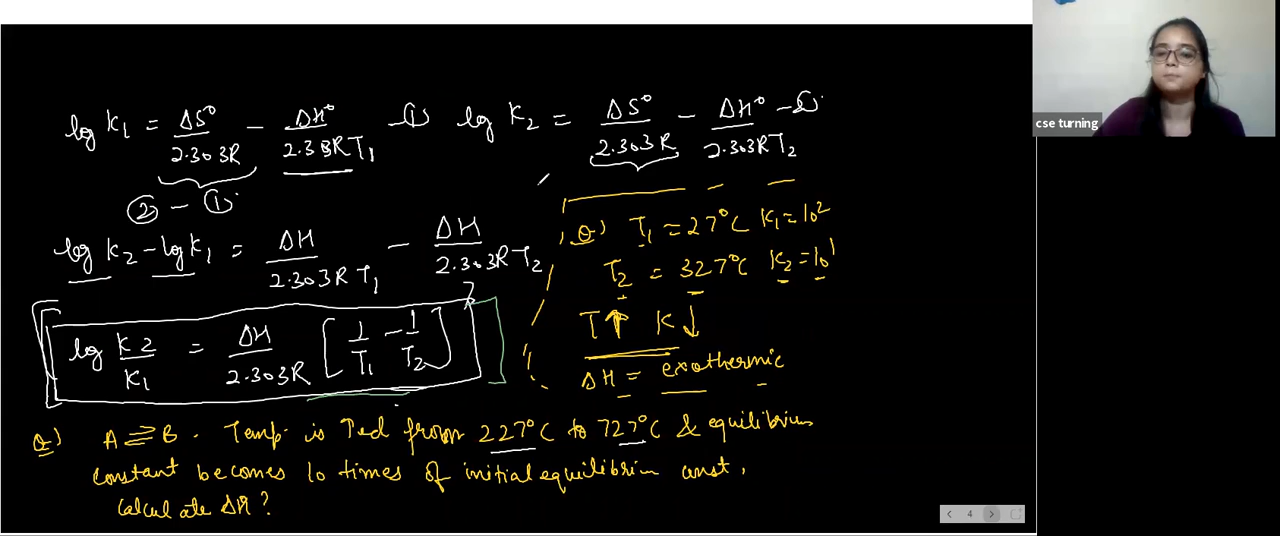 log K1 = ΔS°/2.303R − ΔH°/2.303RT1 −① log K2 = ΔS°/2.303R − ΔH°/2.303RT2 −②
② − ①
log K2 − log K1 = ΔH/2.303RT1 − ΔH/2.303RT2
log K2/K1 = ΔH/2.303R [1/T1 − 1/T2]
Q) T1 = 27°C K1 = 10²
T2 = 327°C K2 = 10¹
T↑ K↓
ΔH = exothermic
Q) A ⇌ B. Temp. is ↑ed from 227°C to 727°C & equilibrium
constant becomes 10 times of initial equilibrium const.
Calculate ΔH?
cse turning
4